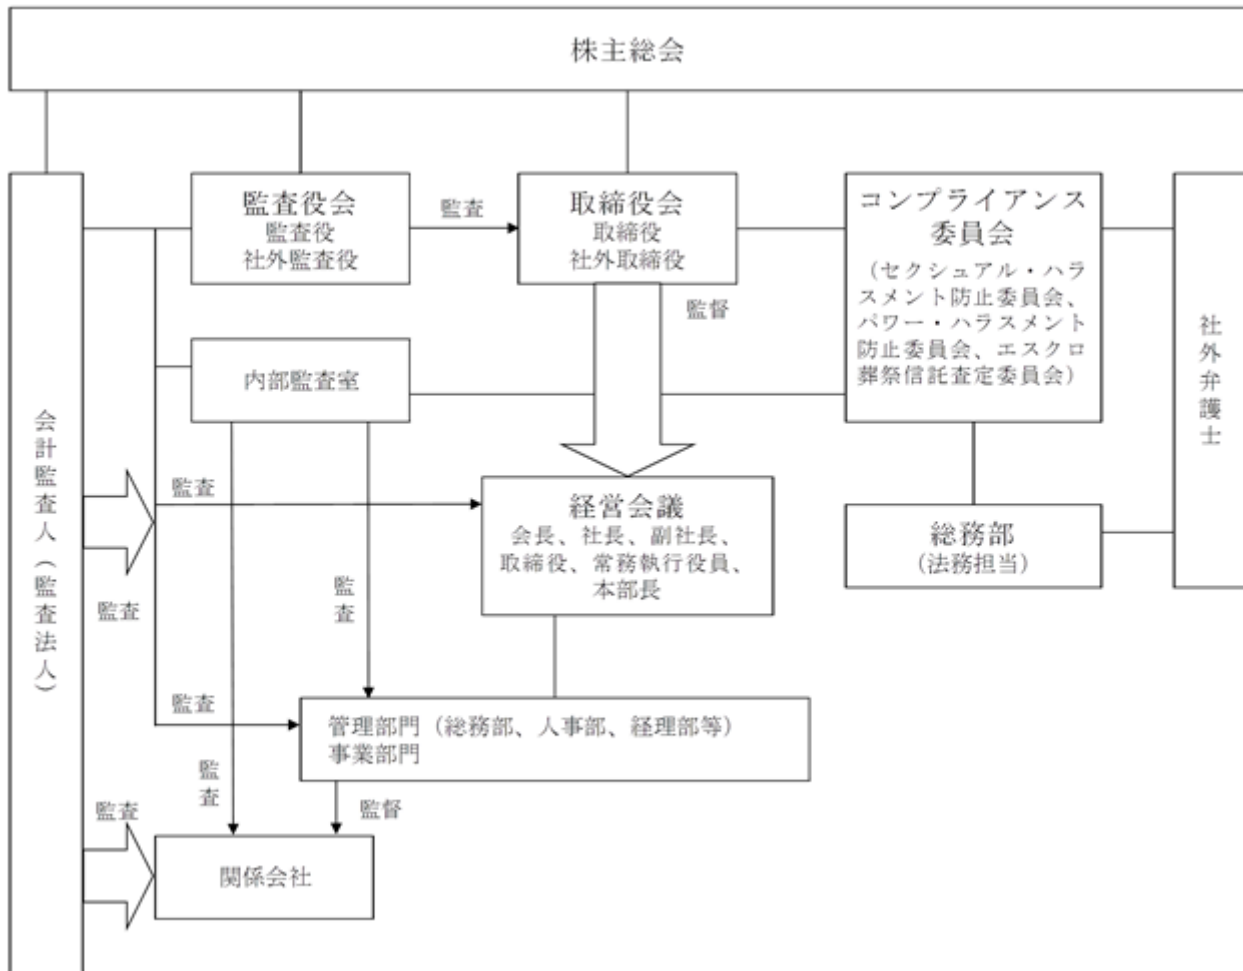 株主総会
監査役会
監査役
社外監査役
監査
取締役会
取締役
社外取締役
監督
コンプライアンス
委員会
（セクシュアル・ハラ
スメント防止委員会、
パワー・ハラスメント
防止委員会、エスクロ
葬祭信託査定委員会）
社外弁護士
内部監査室
会計監査人（監査法人）
監査
経営会議
会長、社長、副社長、
取締役、常務執行役員、
本部長
総務部
（法務担当）
監査
監査
監査
管理部門（総務部、人事部、経理部等）
事業部門
監査
監査
監督
関係会社